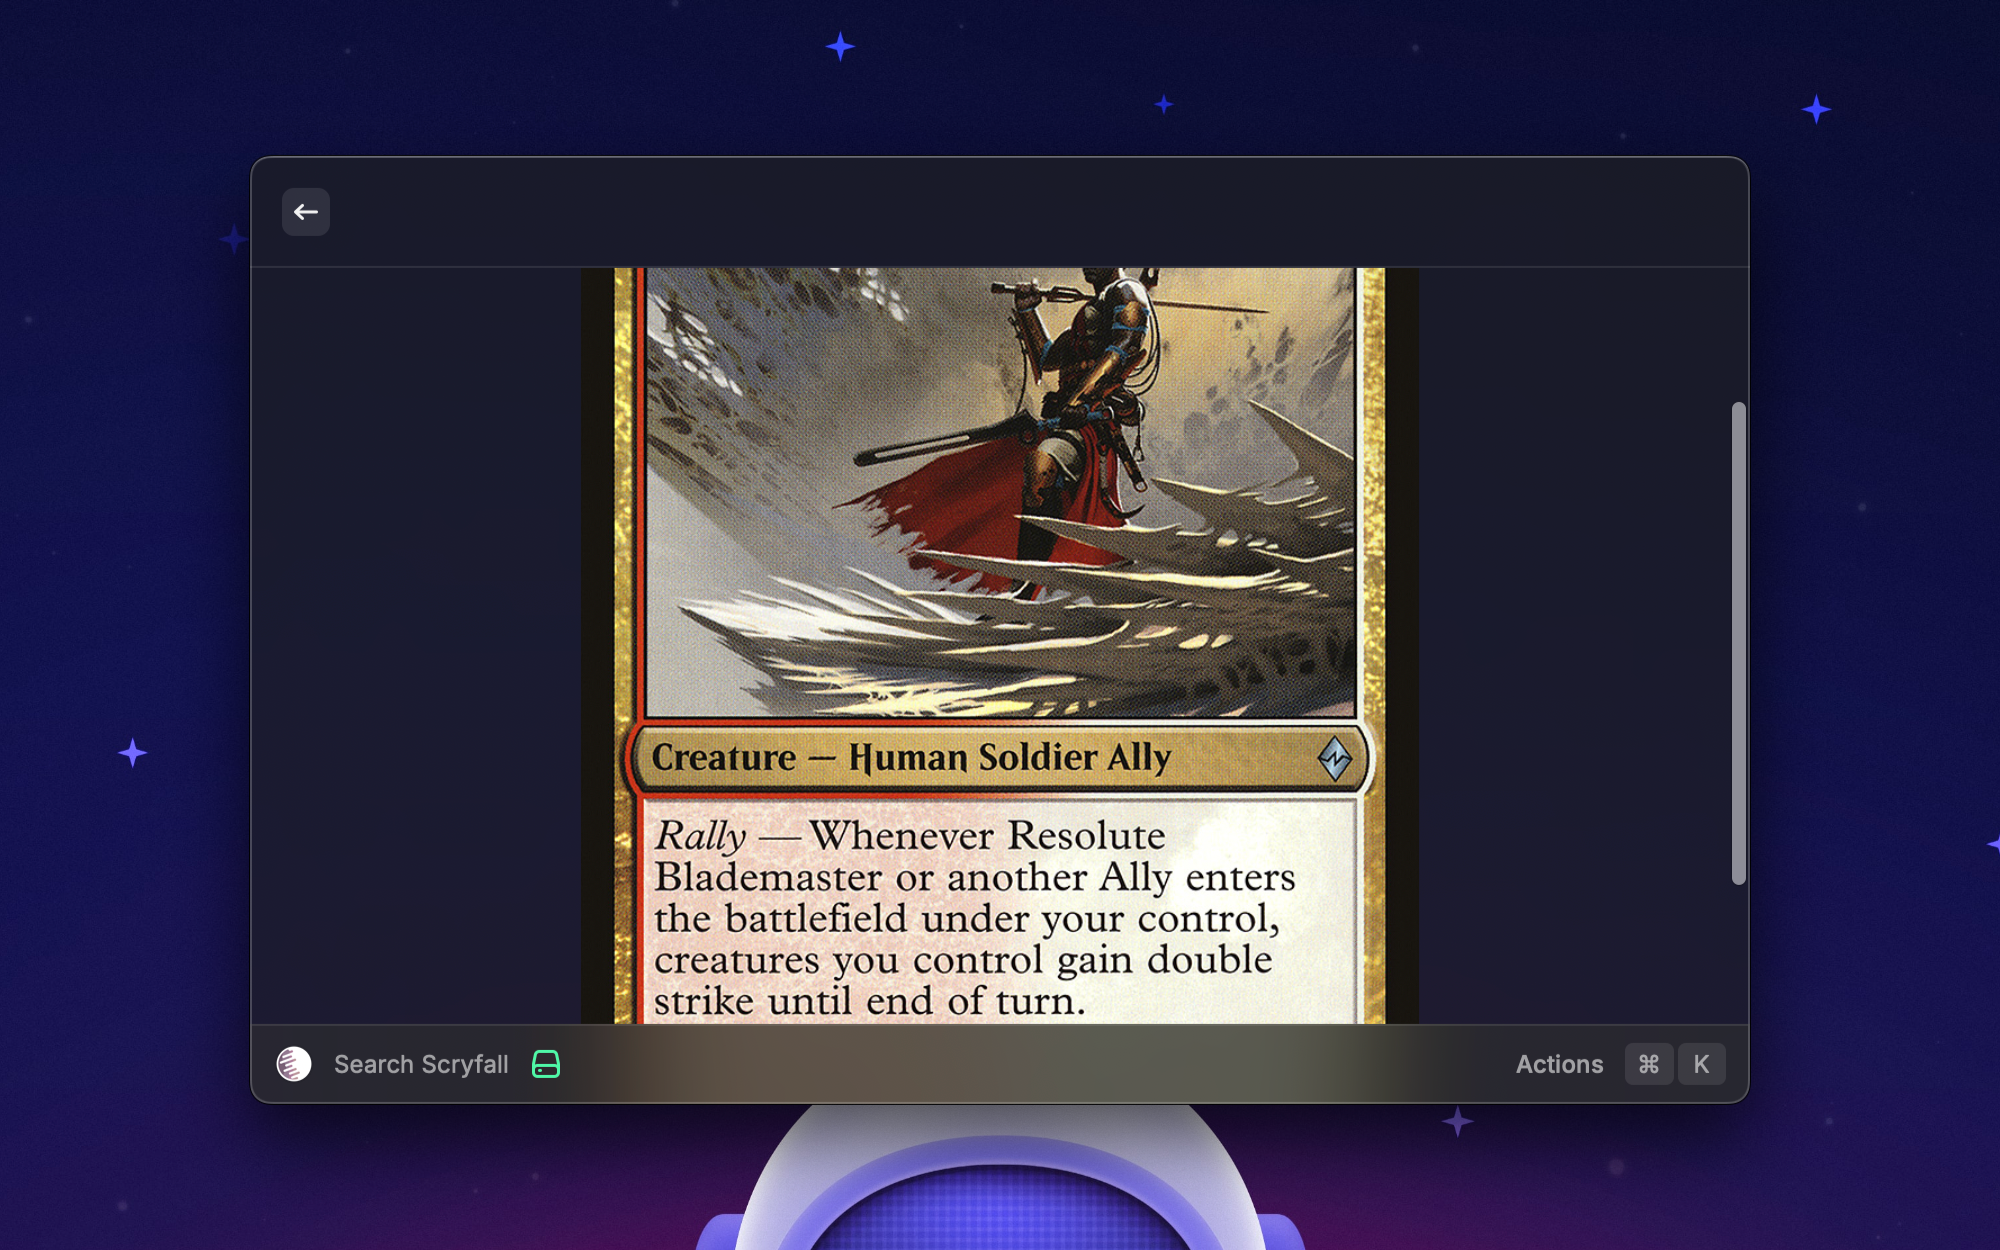 Creature — Human Soldier Ally
Rally — Whenever Resolute
Blademaster or another Ally enters
the battlefield under your control,
creatures you control gain double
strike until end of turn.
Search Scryfall
Actions ⌘ K